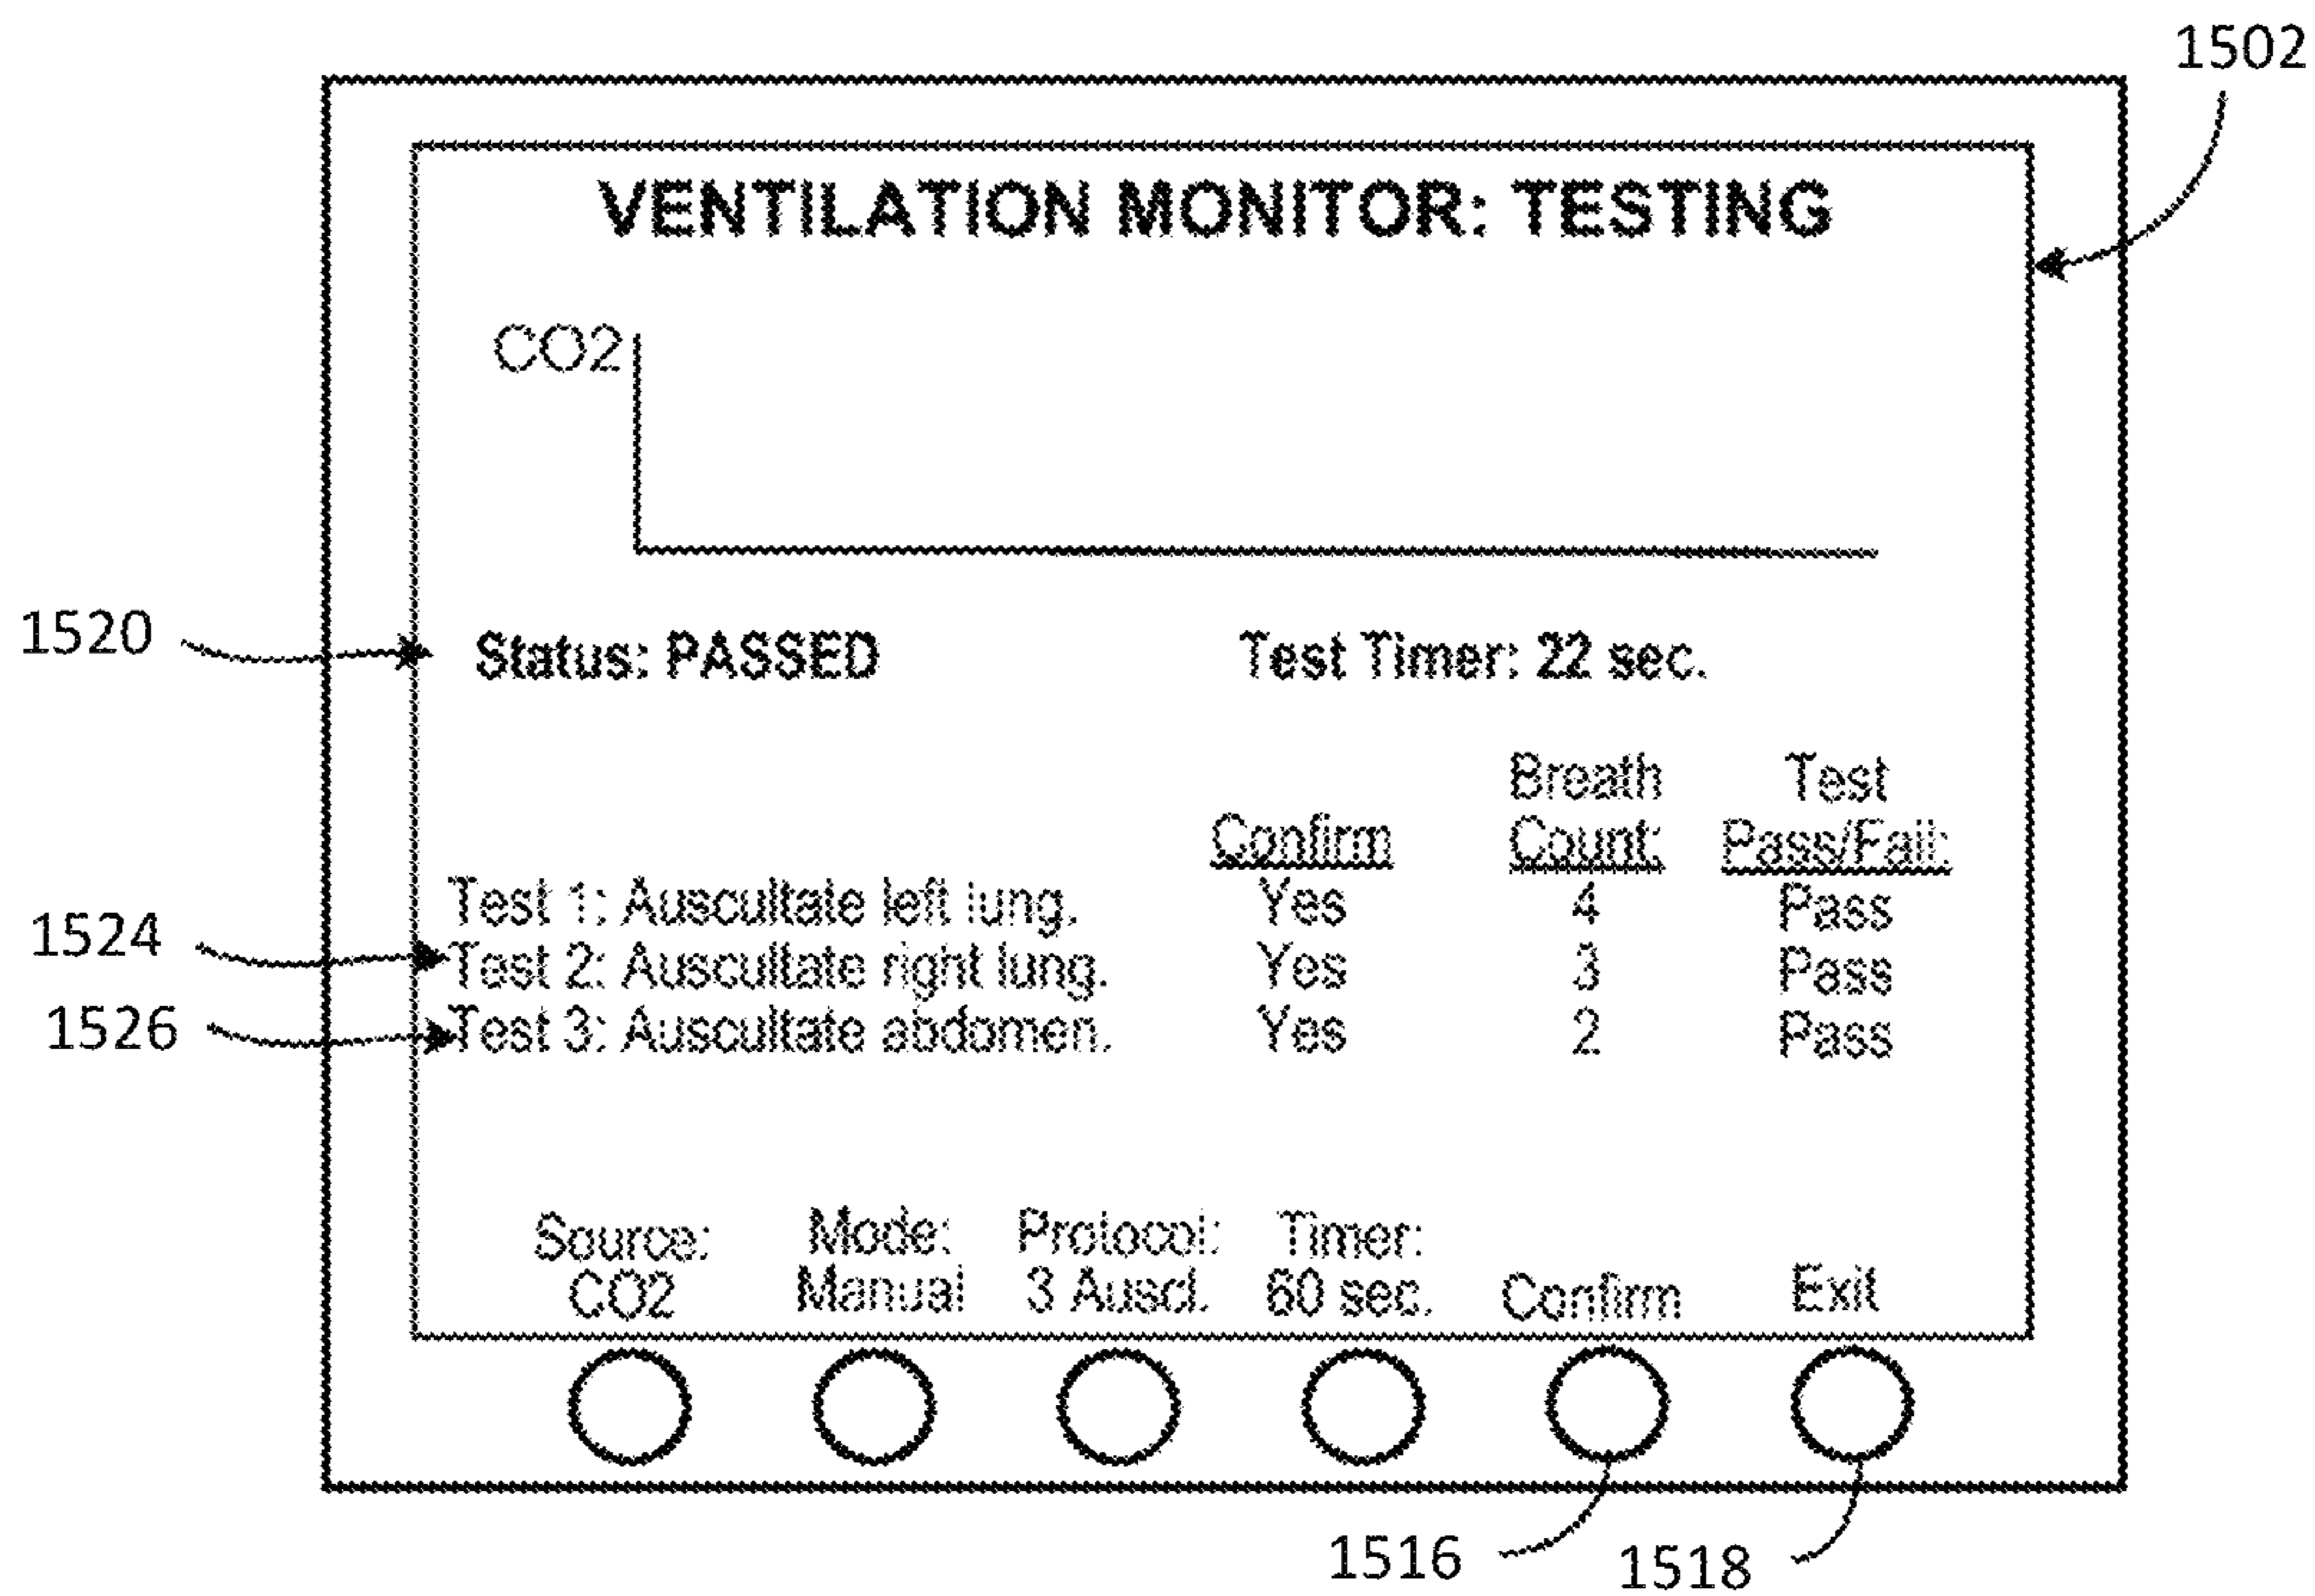 1502
VENTILATION MONITOR: TESTING
CO2
1520
Status: PASSED
Test Timer: 22 sec.
Breath
Test
Confirm
Count:
Pass/Fail:
Test 1: Auscultate left lung.
Yes
4
Pass
1524
Test 2: Auscultate right lung.
Yes
3
Pass
1526
Test 3: Auscultate abdomen.
Yes
2
Pass
Source:
CO2
Mode:
Manual
Protocol:
3 Auscl.
Timer:
60 sec.
Confirm
Exit
1516
1518